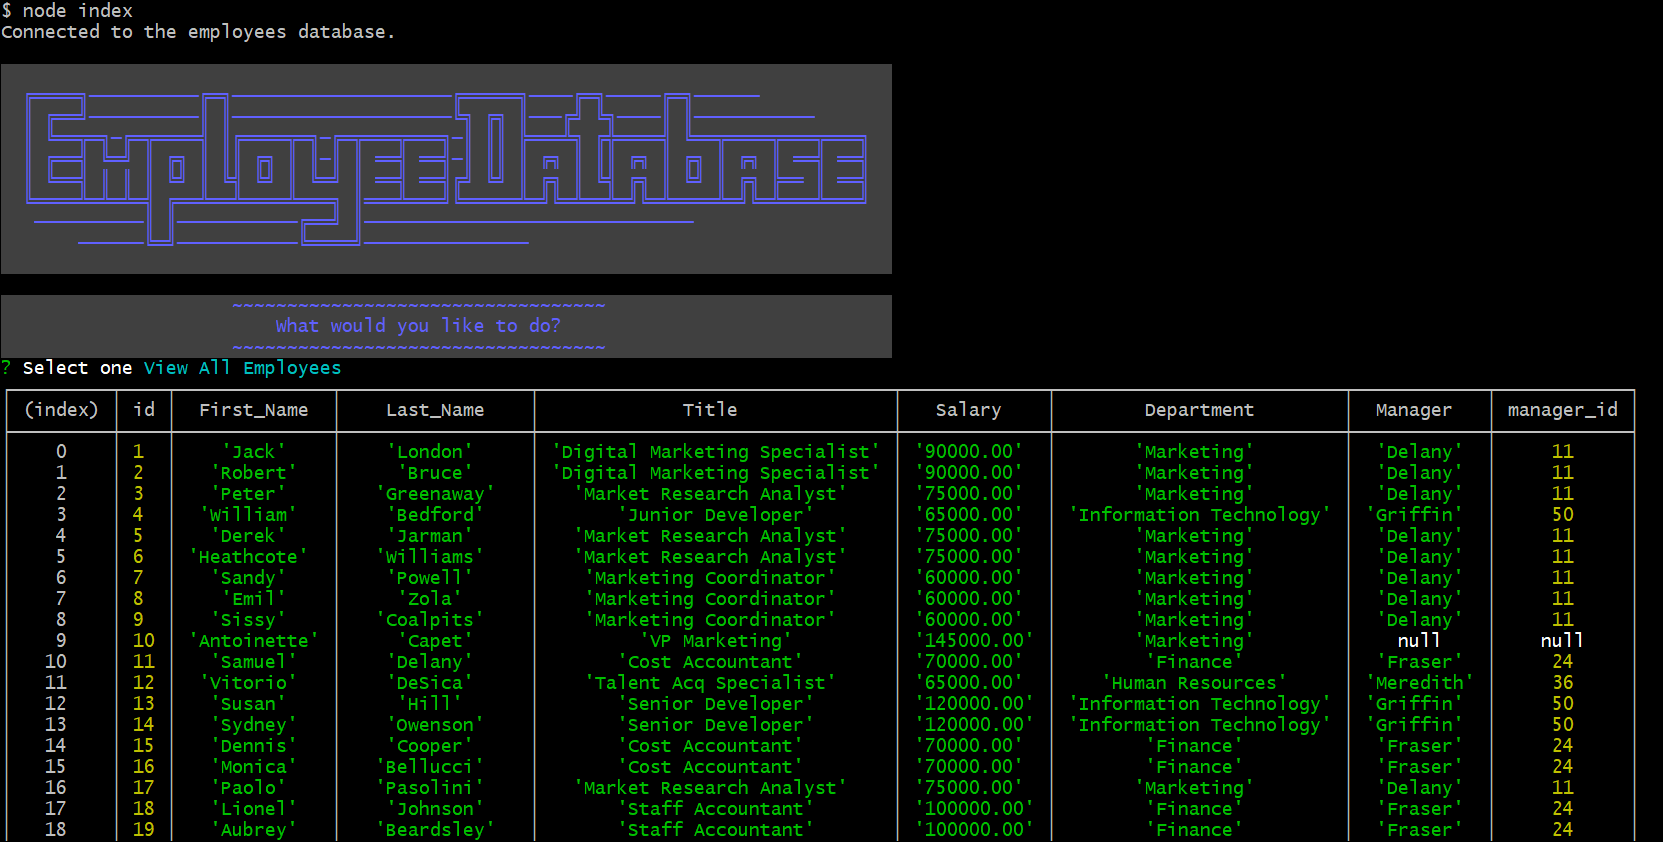 $ node index
Connected to the employees database.
Employee Database
~~~~~~~~~~~~~~~~~~~~~~~~~~~~~~~~~~
What would you like to do?
~~~~~~~~~~~~~~~~~~~~~~~~~~~~~~~~~~
? Select one View All Employees
(index) id First_Name Last_Name Title Salary Department Manager manager_id
0 1 'Jack' 'London' 'Digital Marketing Specialist' '90000.00' 'Marketing' 'Delany' 11
1 2 'Robert' 'Bruce' 'Digital Marketing Specialist' '90000.00' 'Marketing' 'Delany' 11
2 3 'Peter' 'Greenaway' 'Market Research Analyst' '75000.00' 'Marketing' 'Delany' 11
3 4 'William' 'Bedford' 'Junior Developer' '65000.00' 'Information Technology' 'Griffin' 50
4 5 'Derek' 'Jarman' 'Market Research Analyst' '75000.00' 'Marketing' 'Delany' 11
5 6 'Heathcote' 'Williams' 'Market Research Analyst' '75000.00' 'Marketing' 'Delany' 11
6 7 'Sandy' 'Powell' 'Marketing Coordinator' '60000.00' 'Marketing' 'Delany' 11
7 8 'Emil' 'Zola' 'Marketing Coordinator' '60000.00' 'Marketing' 'Delany' 11
8 9 'Sissy' 'Coalpits' 'Marketing Coordinator' '60000.00' 'Marketing' 'Delany' 11
9 10 'Antoinette' 'Capet' 'VP Marketing' '145000.00' 'Marketing' null null
10 11 'Samuel' 'Delany' 'Cost Accountant' '70000.00' 'Finance' 'Fraser' 24
11 12 'Vitorio' 'DeSica' 'Talent Acq Specialist' '65000.00' 'Human Resources' 'Meredith' 36
12 13 'Susan' 'Hill' 'Senior Developer' '120000.00' 'Information Technology' 'Griffin' 50
13 14 'Sydney' 'Owenson' 'Senior Developer' '120000.00' 'Information Technology' 'Griffin' 50
14 15 'Dennis' 'Cooper' 'Cost Accountant' '70000.00' 'Finance' 'Fraser' 24
15 16 'Monica' 'Bellucci' 'Cost Accountant' '70000.00' 'Finance' 'Fraser' 24
16 17 'Paolo' 'Pasolini' 'Market Research Analyst' '75000.00' 'Marketing' 'Delany' 11
17 18 'Lionel' 'Johnson' 'Staff Accountant' '100000.00' 'Finance' 'Fraser' 24
18 19 'Aubrey' 'Beardsley' 'Staff Accountant' '100000.00' 'Finance' 'Fraser' 24